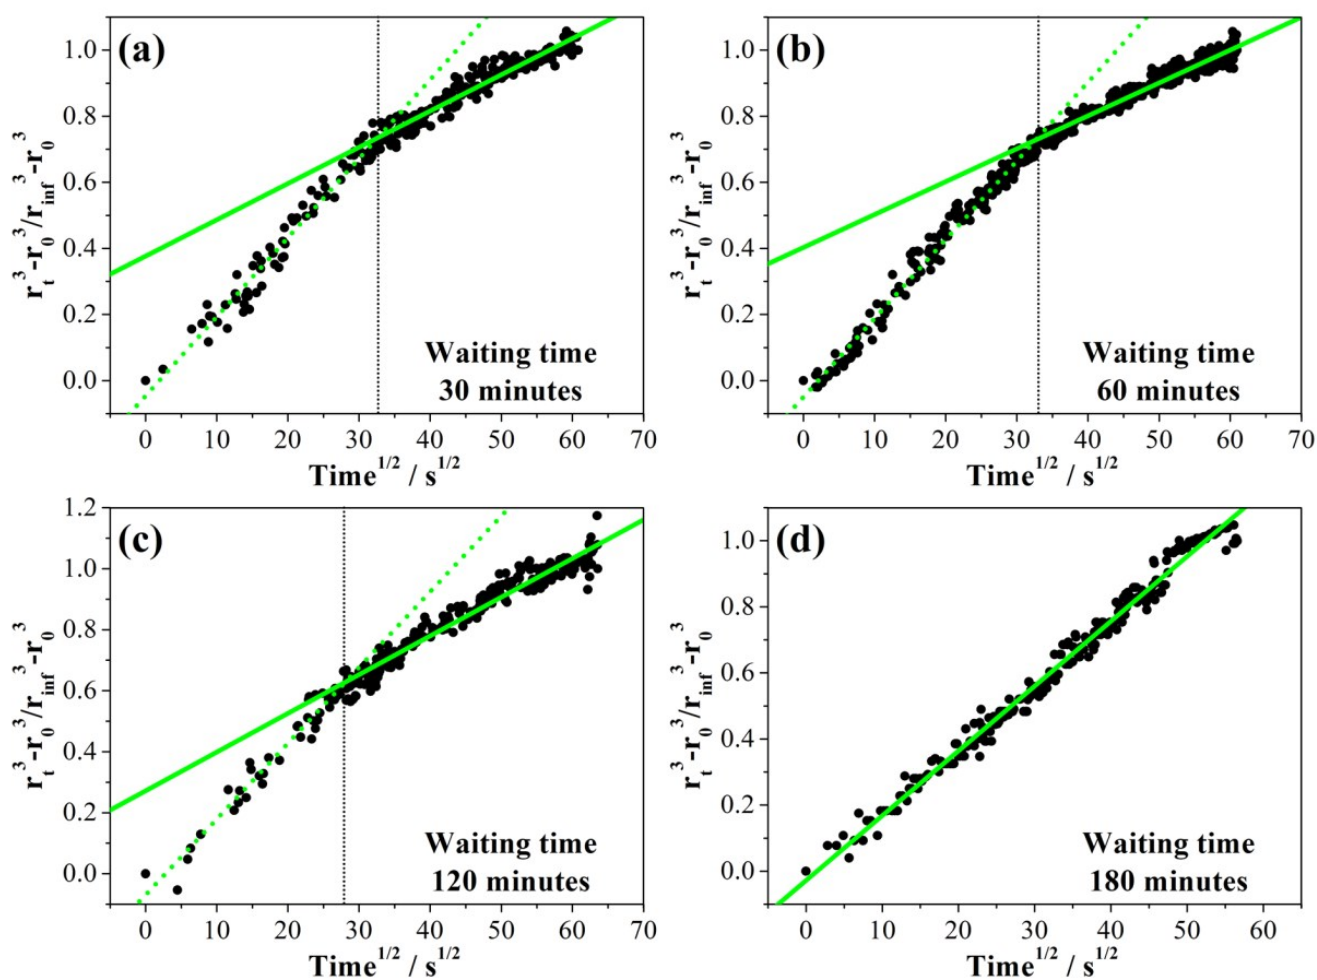 (a)
1.0
0.8
0.6
0.4
0.2
0.0
r_t^3-r_0^3/r_inf^3-r_0^3
Waiting time
30 minutes
0 10 20 30 40 50 60 70
Time^1/2 / s^1/2
(b)
1.0
0.8
0.6
0.4
0.2
0.0
r_t^3-r_0^3/r_inf^3-r_0^3
Waiting time
60 minutes
0 10 20 30 40 50 60 70
Time^1/2 / s^1/2
(c)
1.2
1.0
0.8
0.6
0.4
0.2
0.0
r_t^3-r_0^3/r_inf^3-r_0^3
Waiting time
120 minutes
0 10 20 30 40 50 60 70
Time^1/2 / s^1/2
(d)
1.0
0.8
0.6
0.4
0.2
0.0
r_t^3-r_0^3/r_inf^3-r_0^3
Waiting time
180 minutes
0 10 20 30 40 50 60
Time^1/2 / s^1/2